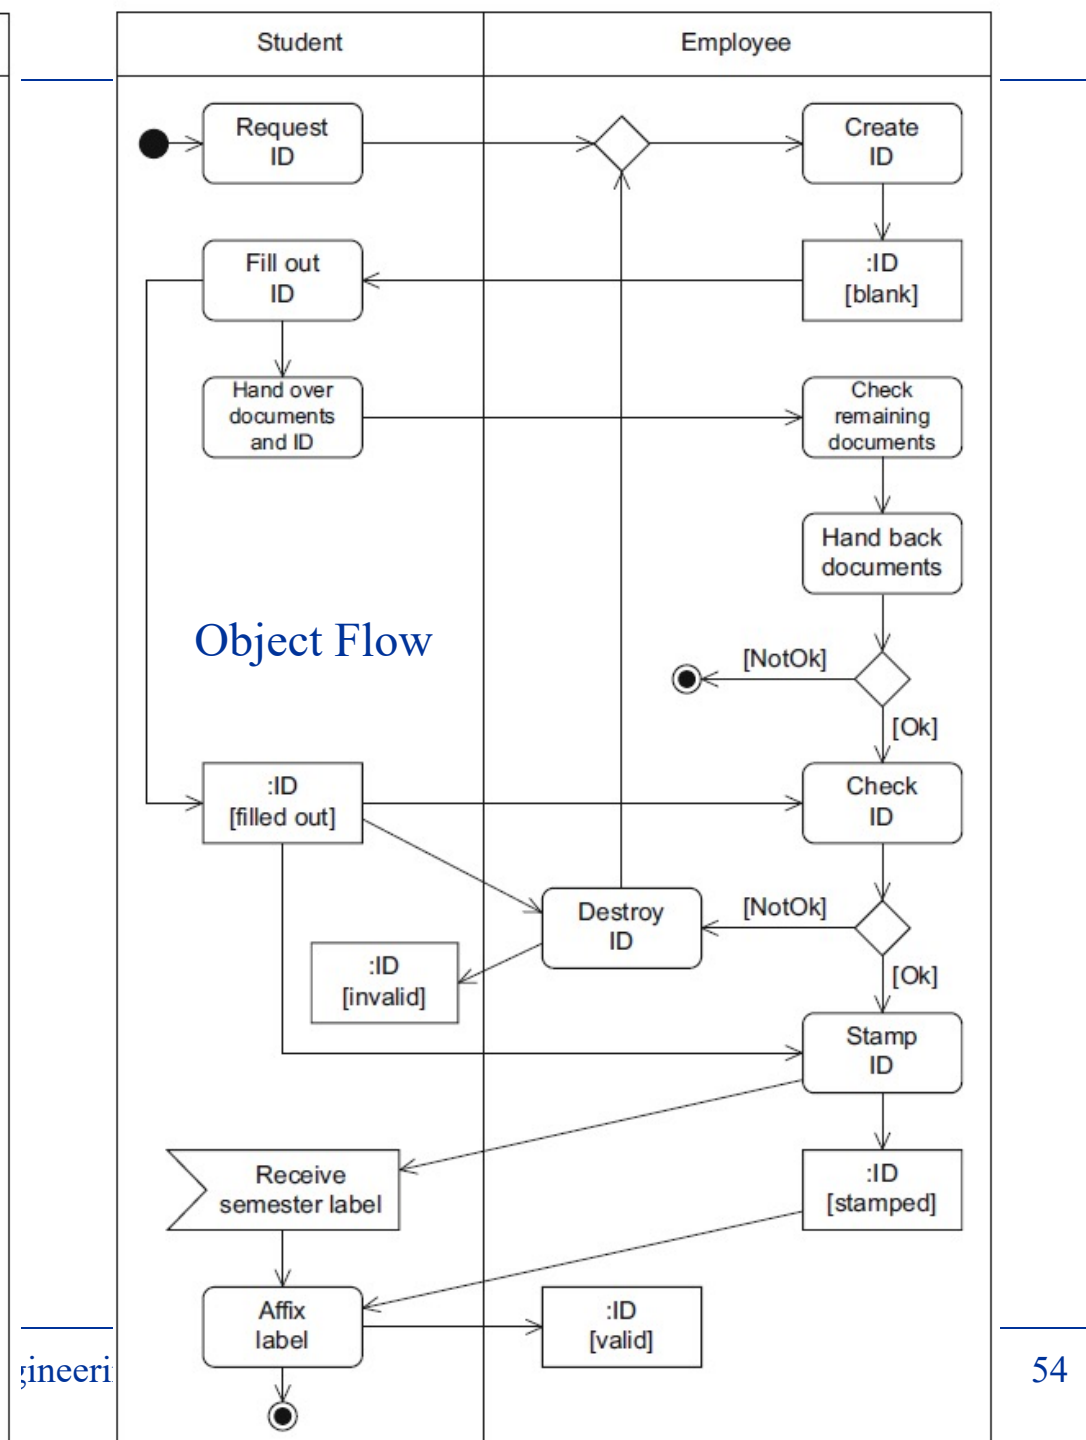 Student
Employee
Request
ID
Create
ID
Fill out
ID
:ID
[blank]
Hand over
documents
and ID
Check
remaining
documents
Hand back
documents
Object Flow
[NotOk]
[Ok]
:ID
[filled out]
Check
ID
Destroy
ID
[NotOk]
:ID
[invalid]
[Ok]
Stamp
ID
Receive
semester label
:ID
[stamped]
Affix
label
:ID
[valid]
54